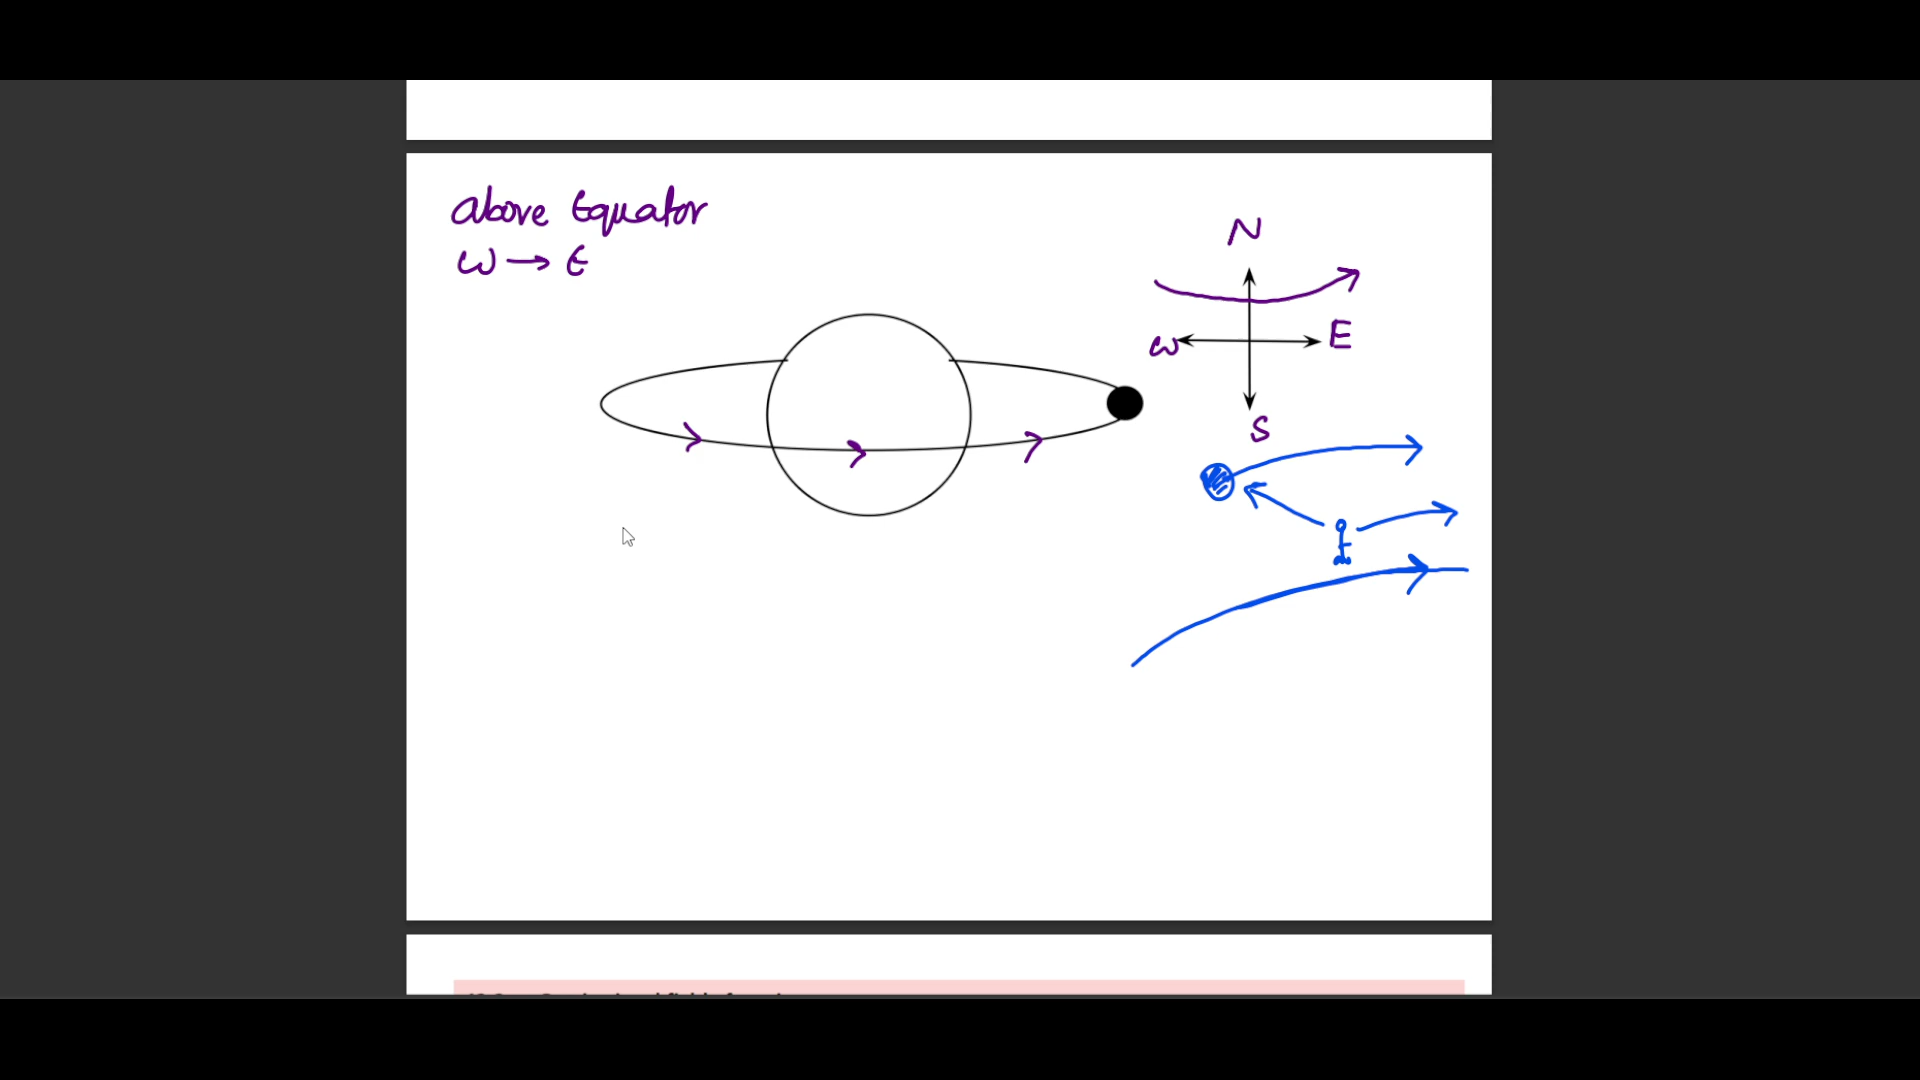 above Equator
W → E
N
W
E
S